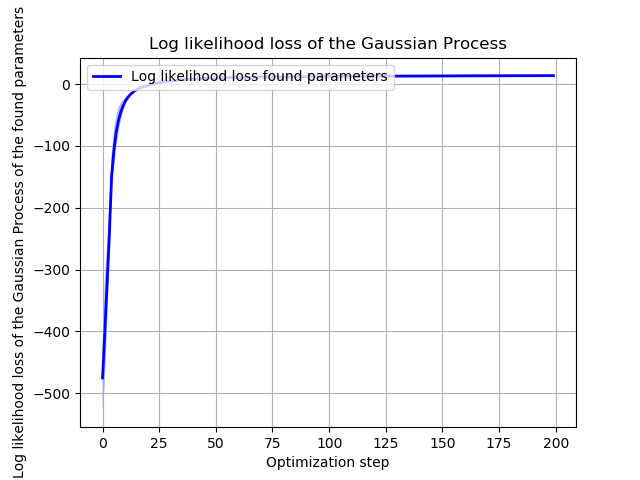 Log likelihood loss of the Gaussian Process
Log likelihood loss of the Gaussian Process of the found parameters
Log likelihood loss found parameters
0
−100
−200
−300
−400
−500
0 25 50 75 100 125 150 175 200
Optimization step